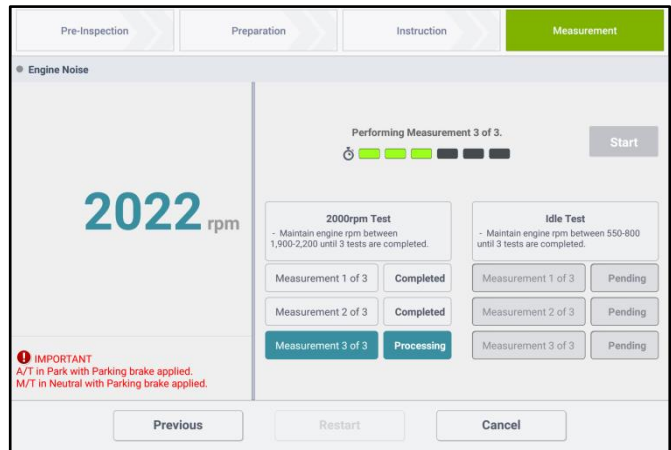 Pre-Inspection
Preparation
Instruction
Measurement
Engine Noise
Performing Measurement 3 of 3.
Start
2022 rpm
2000rpm Test
- Maintain engine rpm between
1,900-2,200 until 3 tests are completed.
Measurement 1 of 3 Completed
Measurement 2 of 3 Completed
Measurement 3 of 3 Processing
Idle Test
- Maintain engine rpm between 550-800
until 3 tests are completed.
Measurement 1 of 3 Pending
Measurement 2 of 3 Pending
Measurement 3 of 3 Pending
IMPORTANT
A/T in Park with Parking brake applied.
M/T in Neutral with Parking brake applied.
Previous
Restart
Cancel